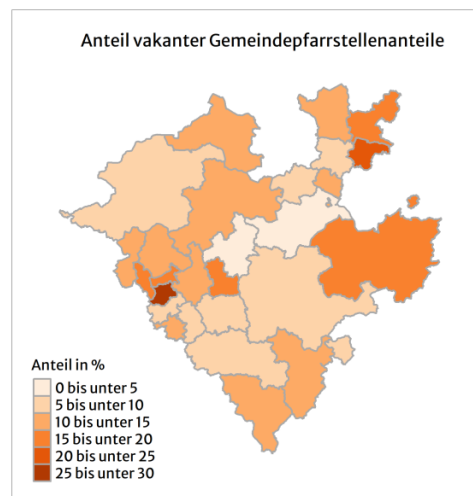 Anteil vakanter Gemeindepfarrstellenanteile
Anteil in %
0 bis unter 5
5 bis unter 10
10 bis unter 15
15 bis unter 20
20 bis unter 25
25 bis unter 30